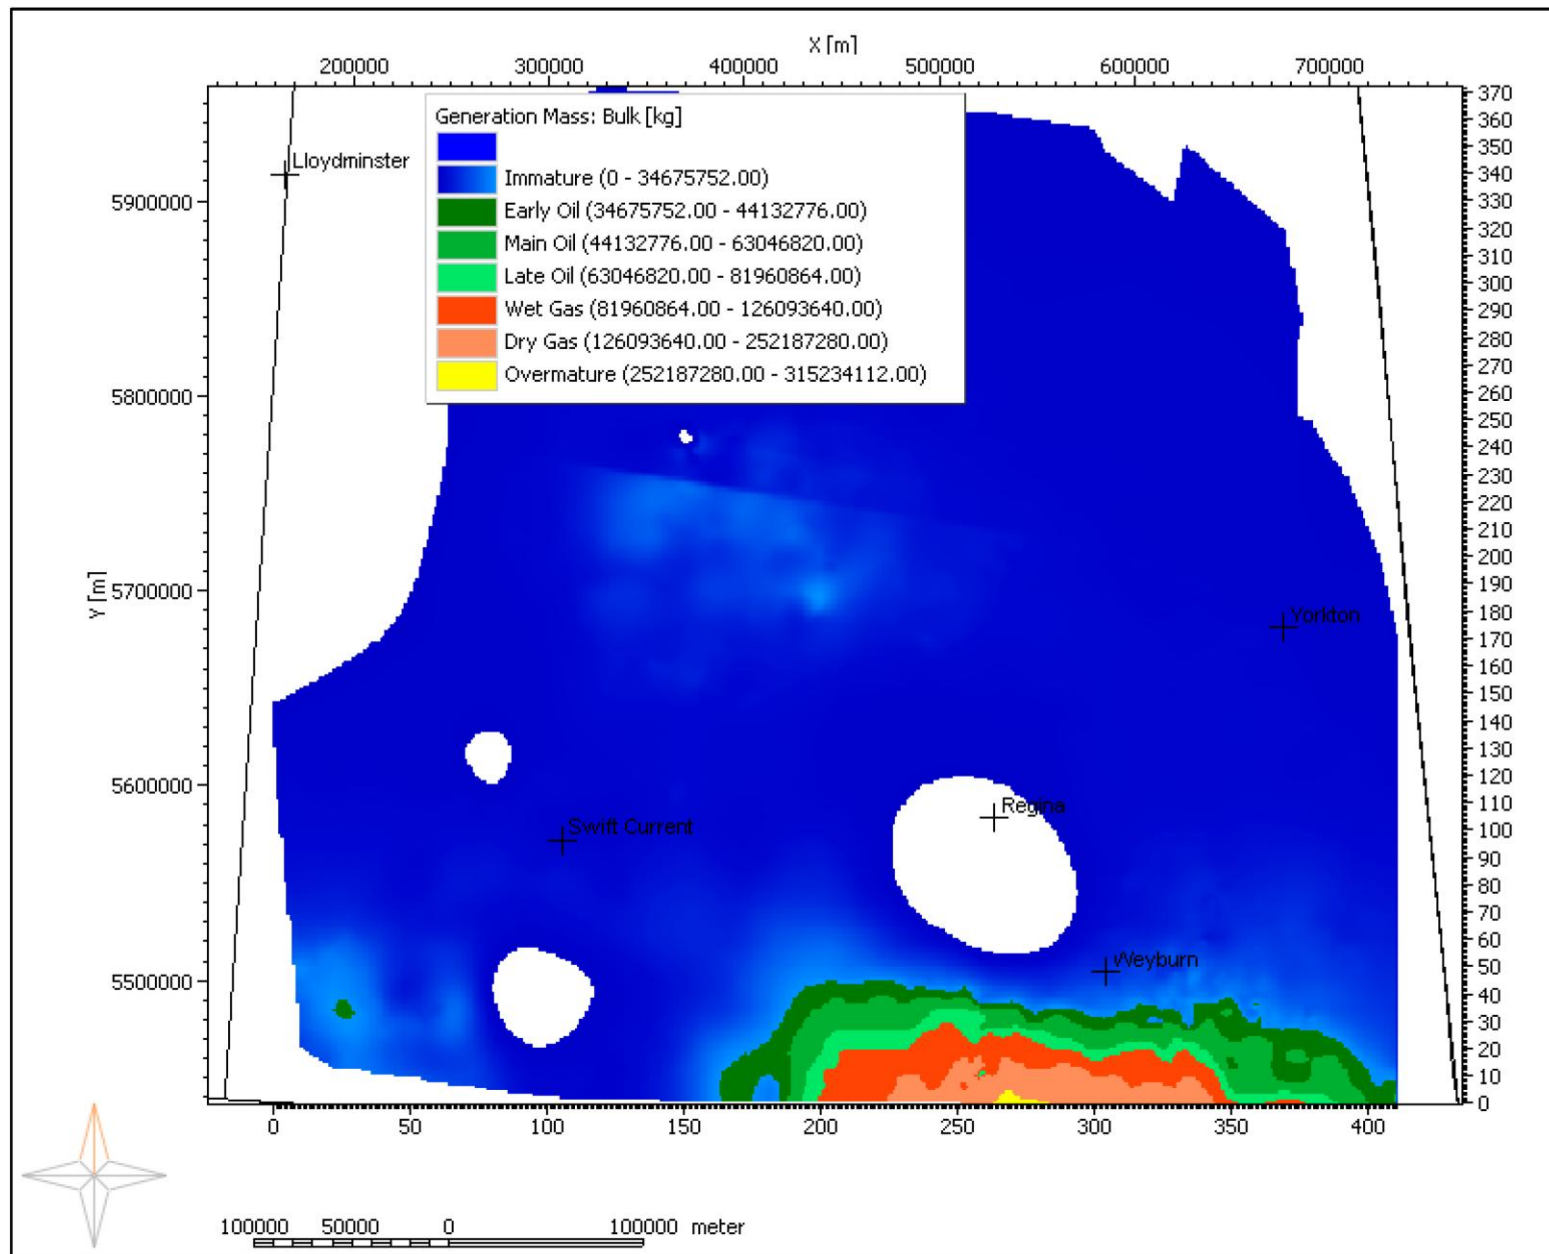 X [m]
200000 300000 400000 500000 600000 7000000
Generation Mass: Bulk [kg]
Immature (0 - 34675752.00)
Early Oil (34675752.00 - 44132776.00)
Main Oil (44132776.00 - 63046820.00)
Late Oil (63046820.00 - 81960864.00)
Wet Gas (81960864.00 - 126093640.00)
Dry Gas (126093640.00 - 252187280.00)
Overmature (252187280.00 - 315234112.00)
Lloydminster
Yorkton
Regina
Swift Current
Weyburn
Y [m]
5900000
5800000
5700000
5600000
5500000
370
360
350
340
330
320
310
300
290
280
270
260
250
240
230
220
210
200
190
180
170
160
150
140
130
120
110
100
90
80
70
60
50
40
30
20
10
0
0 50 100 150 200 250 300 350 400
100000 50000 0 100000 meter